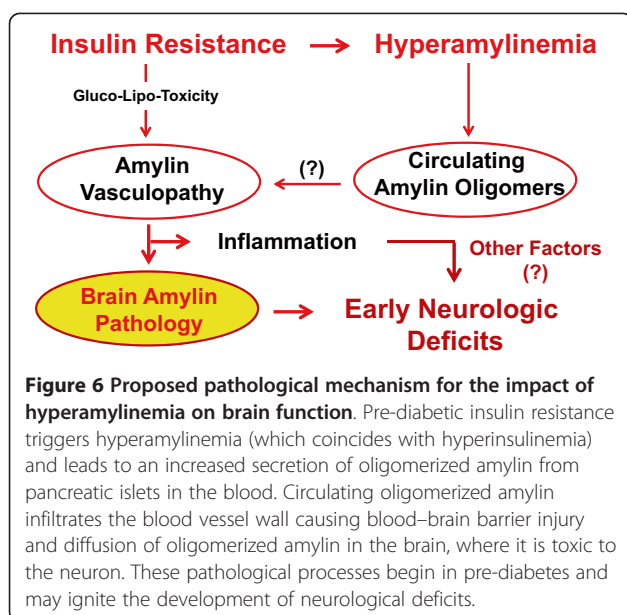 Insulin Resistance → Hyperamylinemia
Gluco-Lipo-Toxicity
Amylin
Vasculopathy
(?)
Circulating
Amylin Oligomers
Inflammation
Other Factors
(?)
Brain Amylin
Pathology
Early Neurologic
Deficits
Figure 6 Proposed pathological mechanism for the impact of
hyperamylinemia on brain function. Pre-diabetic insulin resistance
triggers hyperamylinemia (which coincides with hyperinsulinemia)
and leads to an increased secretion of oligomerized amylin from
pancreatic islets in the blood. Circulating oligomerized amylin
infiltrates the blood vessel wall causing blood–brain barrier injury
and diffusion of oligomerized amylin in the brain, where it is toxic to
the neuron. These pathological processes begin in pre-diabetes and
may ignite the development of neurological deficits.